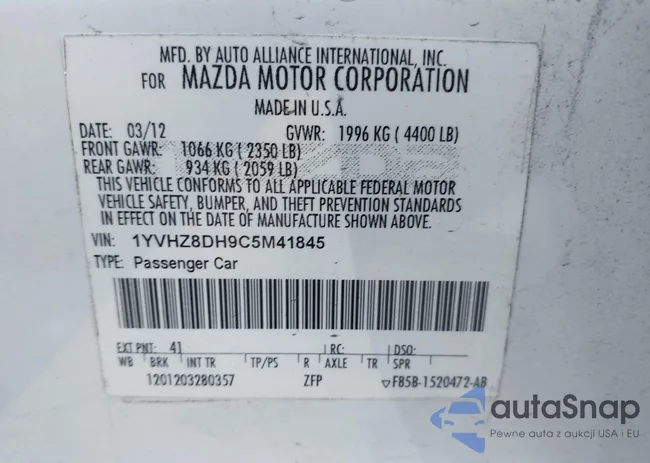 MFD. BY AUTO ALLIANCE INTERNATIONAL, INC.
FOR MAZDA MOTOR CORPORATION
MADE IN U.S.A.
DATE: 03/12 GVWR: 1996 KG ( 4400 LB)
FRONT GAWR: 1066 KG ( 2350 LB)
REAR GAWR: 934 KG ( 2059 LB)
THIS VEHICLE CONFORMS TO ALL APPLICABLE FEDERAL MOTOR
VEHICLE SAFETY, BUMPER, AND THEFT PREVENTION STANDARDS
IN EFFECT ON THE DATE OF MANUFACTURE SHOWN ABOVE.
VIN: 1YVHZ8DH9C5M41845
TYPE: Passenger Car
EXT PNT: 41 RC: DSO:
WB BRK INT TR TP/PS R AXLE TR SPR
1201203280357 ZFP ▽F85B-1520472-AB
autaSnap
Pewne auta z aukcji USA i EU